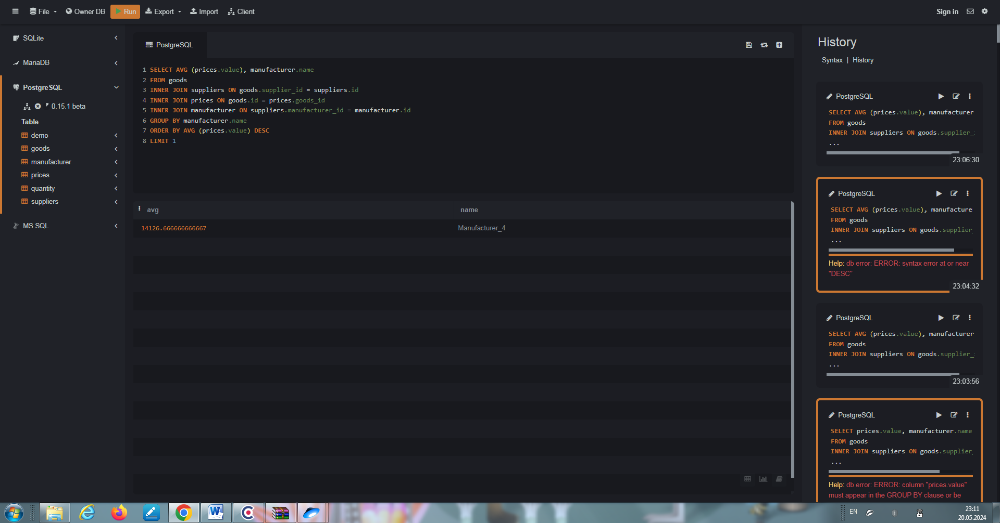 File
Owner DB
Run
Export
Import
Client
Sign in
SQLite
MariaDB
PostgreSQL
0.15.1 beta
Table
demo
goods
manufacturer
prices
quantity
suppliers
MS SQL
PostgreSQL
1 SELECT AVG (prices.value), manufacturer.name
2 FROM goods
3 INNER JOIN suppliers ON goods.supplier_id = suppliers.id
4 INNER JOIN prices ON goods.id = prices.goods_id
5 INNER JOIN manufacturer ON suppliers.manufacturer_id = manufacturer.id
6 GROUP BY manufacturer.name
7 ORDER BY AVG (prices.value) DESC
8 LIMIT 1
avg name
14126.666666666667 Manufacturer_4
History
Syntax | History
PostgreSQL
SELECT AVG (prices.value), manufacturer
FROM goods
INNER JOIN suppliers ON goods.supplier_
...
23:06:30
PostgreSQL
SELECT AVG (prices.value), manufacture
FROM goods
INNER JOIN suppliers ON goods.supplier_
...
Help: db error: ERROR: syntax error at or near
"DESC"
23:04:32
PostgreSQL
SELECT AVG (prices.value), manufacturer
FROM goods
INNER JOIN suppliers ON goods.supplier_
...
23:03:56
PostgreSQL
SELECT prices.value, manufacturer.name
FROM goods
INNER JOIN suppliers ON goods.supplier_
...
Help: db error: ERROR: column "prices.value"
must appear in the GROUP BY clause or be
EN
23:11
20.05.2024